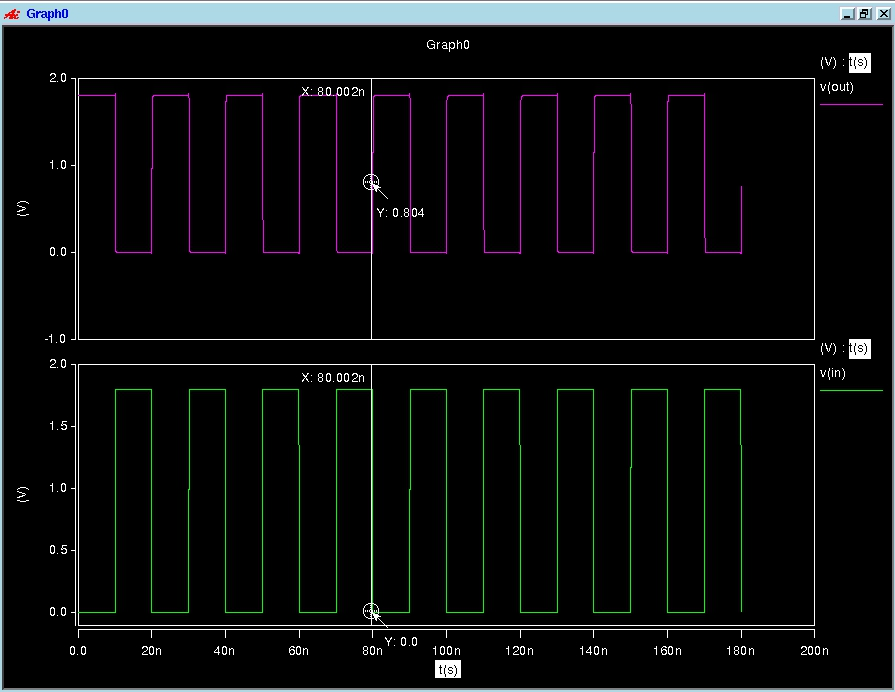 Graph0
Graph0
(V) : t(s)
v(out)
2.0
X: 80.002n
1.0
(V)
Y: 0.804
0.0
-1.0
(V) : t(s)
v(in)
2.0
X: 80.002n
1.5
1.0
(V)
0.5
0.0
Y: 0.0
0.0 20n 40n 60n 80n 100n 120n 140n 160n 180n 200n
t(s)